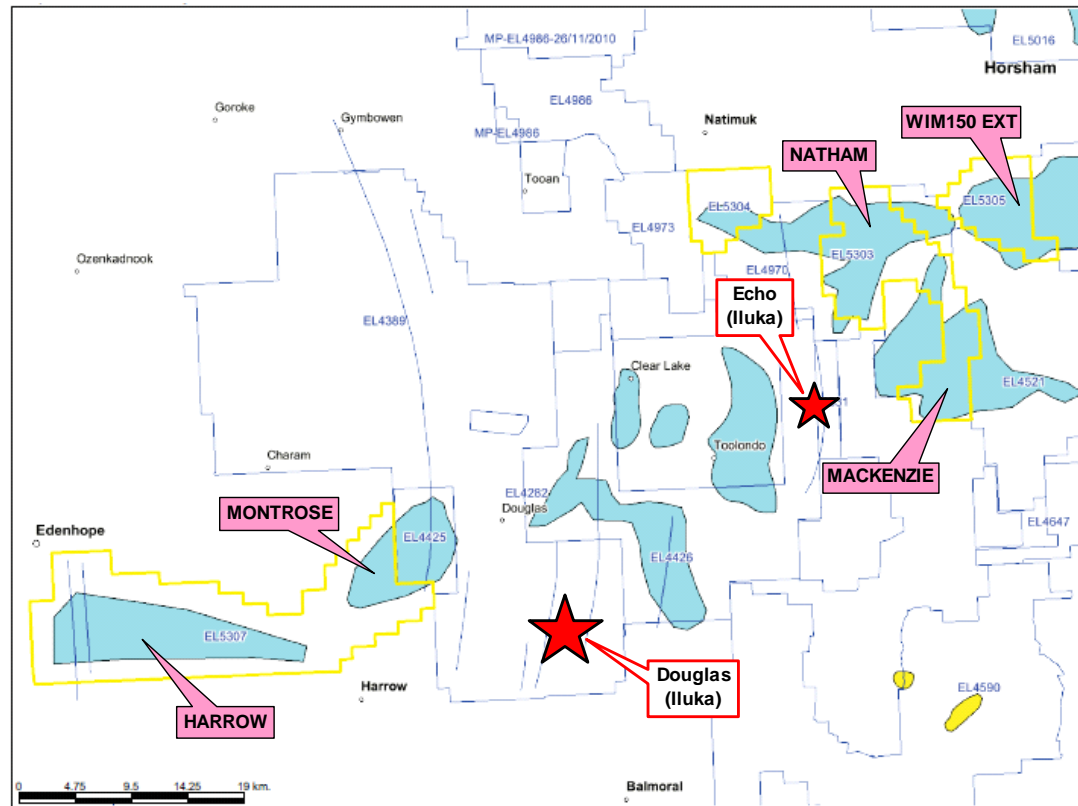 MP-EL4986-26/11/2010
EL5016
Horsham
Goroke
Gymbowen
EL4986
Natimuk
WIM150 EXT
MP-EL4986
NATHAM
Tooan
EL5304
EL5305
EL4973
Ozenkadnook
EL4970
EL5303
Echo
(Iluka)
EL4389
Clear Lake
EL4521
Toolondo
Charam
MACKENZIE
EL4282
Douglas
MONTROSE
Edenhope
EL4425
EL4426
EL4647
EL5307
Douglas
(Iluka)
Harrow
HARROW
EL4590
Balmoral
0 4.75 9.5 14.25 19 km.